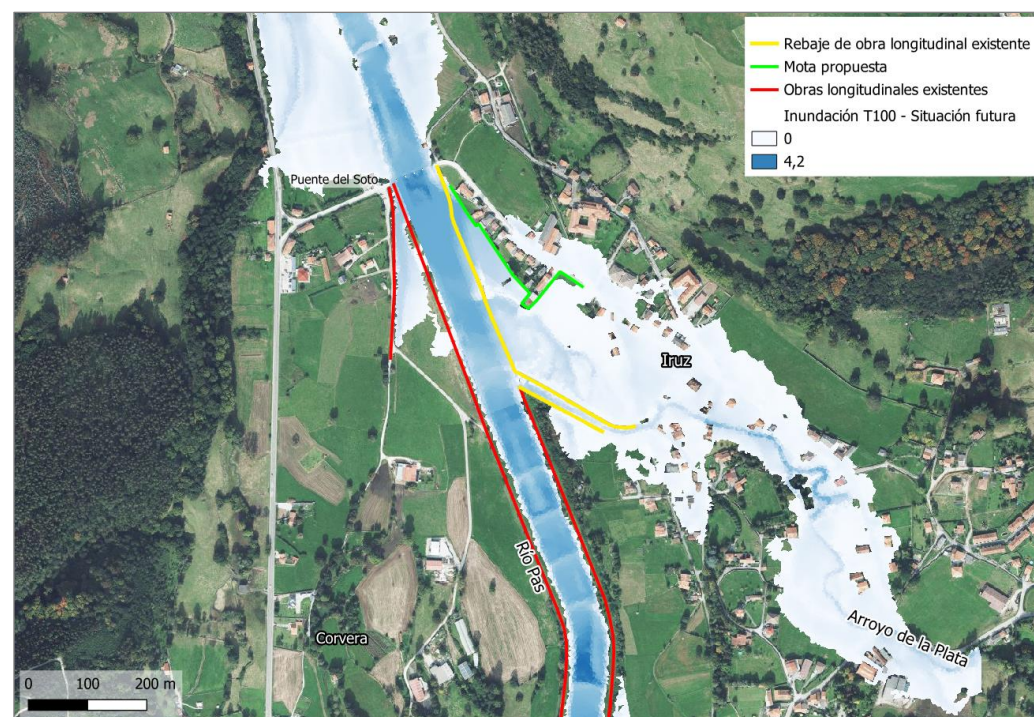 Rebaje de obra longitudinal existente
Mota propuesta
Obras longitudinales existentes
Inundación T100 - Situación futura
0
4,2
Puente del Soto
Iruz
Río Pas
Corvera
Arroyo de la Plata
0 100 200 m